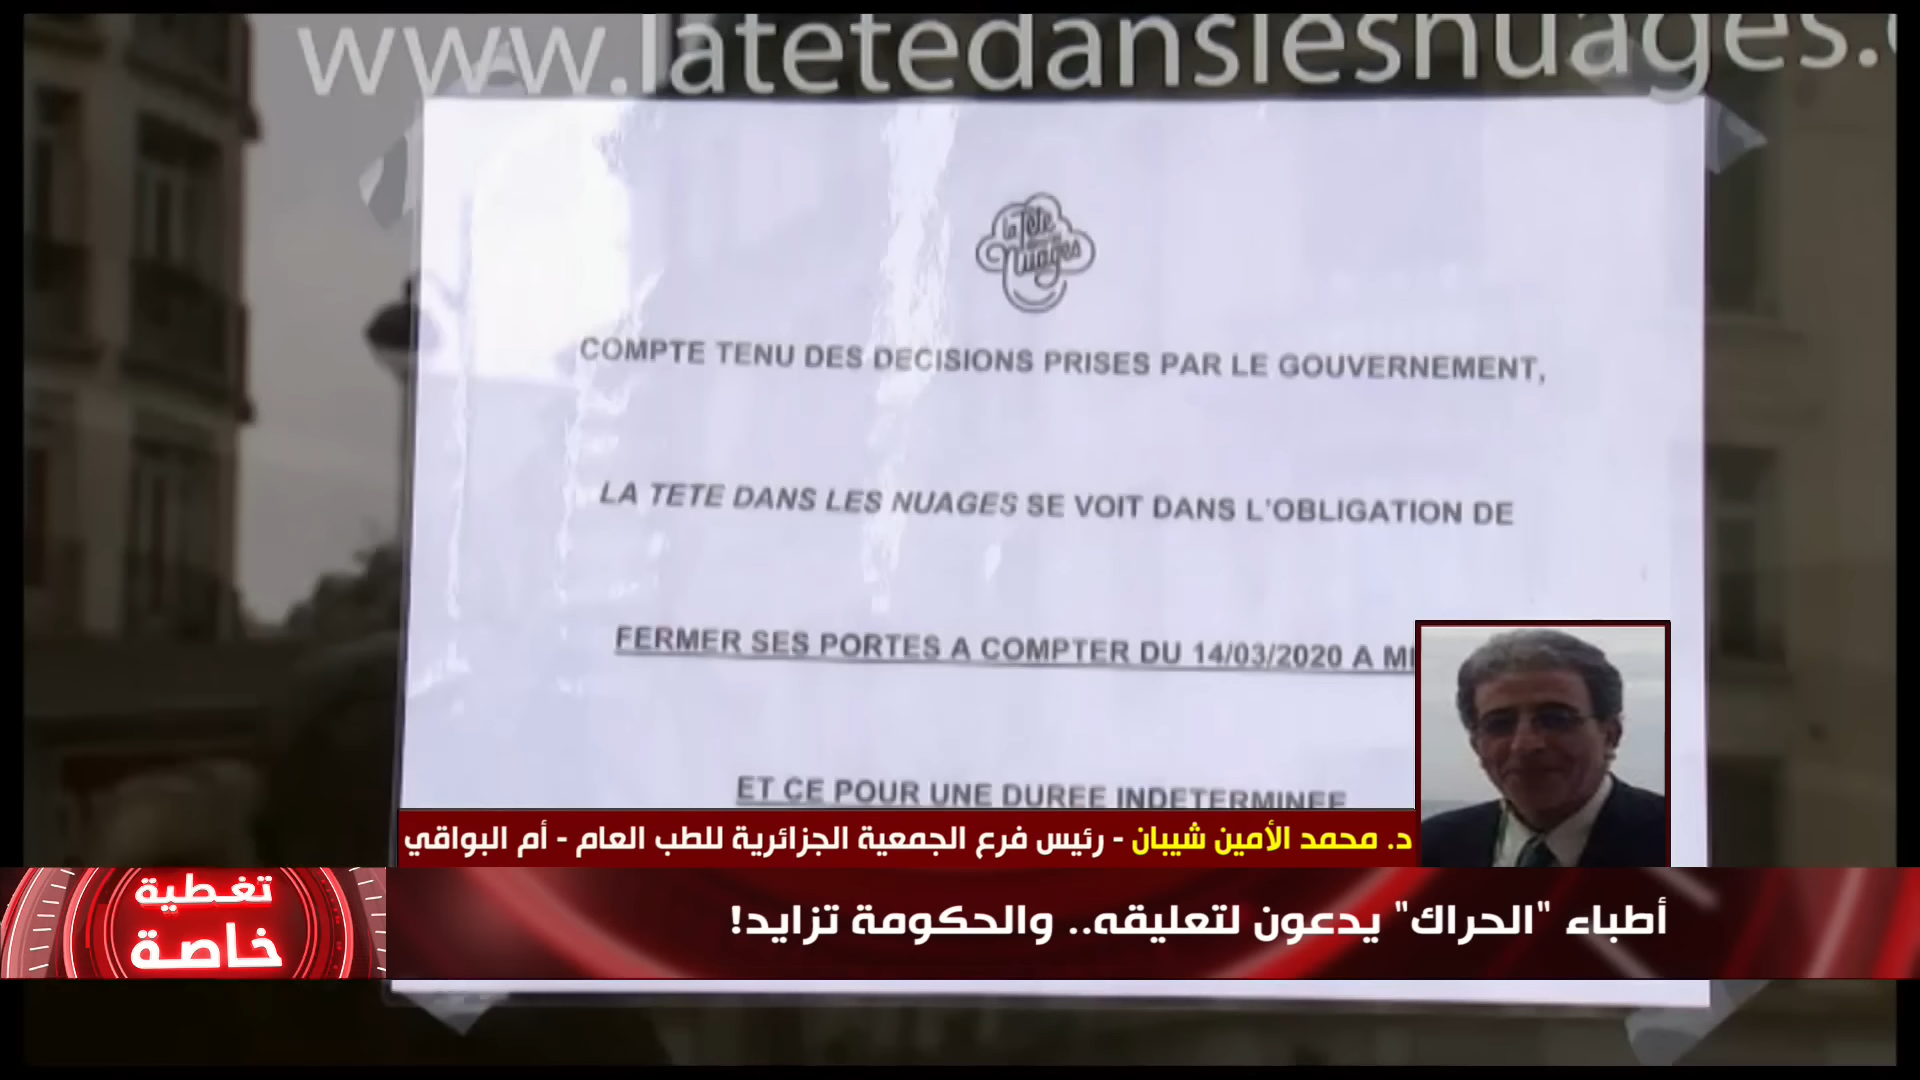 www.latetedanslesnuages.
la Tête
dans les
Nuages
COMPTE TENU DES DECISIONS PRISES PAR LE GOUVERNEMENT,
LA TETE DANS LES NUAGES SE VOIT DANS L'OBLIGATION DE
FERMER SES PORTES A COMPTER DU 14/03/2020 A
ET CE POUR UNE DUREE INDETERMINEE
د. محمد الأمين شيبان - رئيس فرع الجمعية الجزائرية للطب العام - أم البواقي
أطباء "الحراك" يدعون لتعليقه.. والحكومة تزايد!
تغطية
خاصة